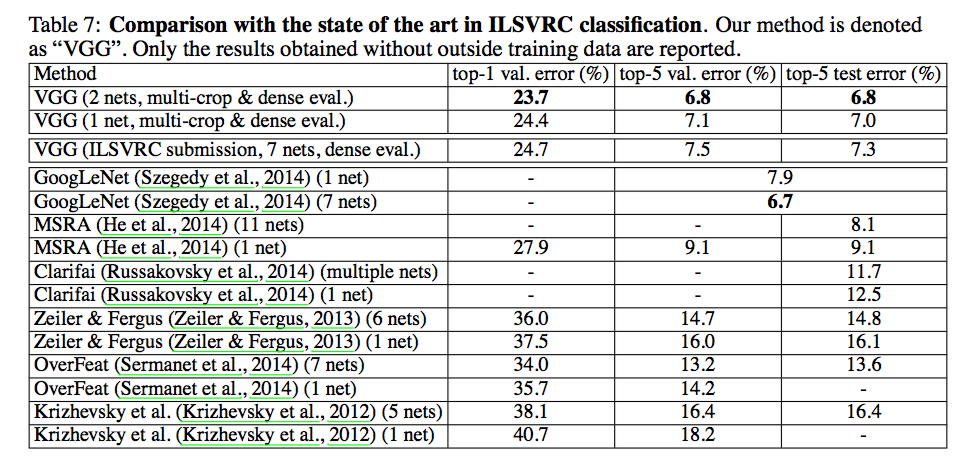 Table 7: Comparison with the state of the art in ILSVRC classification. Our method is denoted
as “VGG”. Only the results obtained without outside training data are reported.
Method top-1 val. error (%) top-5 val. error (%) top-5 test error (%)
VGG (2 nets, multi-crop & dense eval.) 23.7 6.8 6.8
VGG (1 net, multi-crop & dense eval.) 24.4 7.1 7.0
VGG (ILSVRC submission, 7 nets, dense eval.) 24.7 7.5 7.3
GoogLeNet (Szegedy et al., 2014) (1 net) - 7.9
GoogLeNet (Szegedy et al., 2014) (7 nets) - 6.7
MSRA (He et al., 2014) (11 nets) - - 8.1
MSRA (He et al., 2014) (1 net) 27.9 9.1 9.1
Clarifai (Russakovsky et al., 2014) (multiple nets) - - 11.7
Clarifai (Russakovsky et al., 2014) (1 net) - - 12.5
Zeiler & Fergus (Zeiler & Fergus, 2013) (6 nets) 36.0 14.7 14.8
Zeiler & Fergus (Zeiler & Fergus, 2013) (1 net) 37.5 16.0 16.1
OverFeat (Sermanet et al., 2014) (7 nets) 34.0 13.2 13.6
OverFeat (Sermanet et al., 2014) (1 net) 35.7 14.2 -
Krizhevsky et al. (Krizhevsky et al., 2012) (5 nets) 38.1 16.4 16.4
Krizhevsky et al. (Krizhevsky et al., 2012) (1 net) 40.7 18.2 -